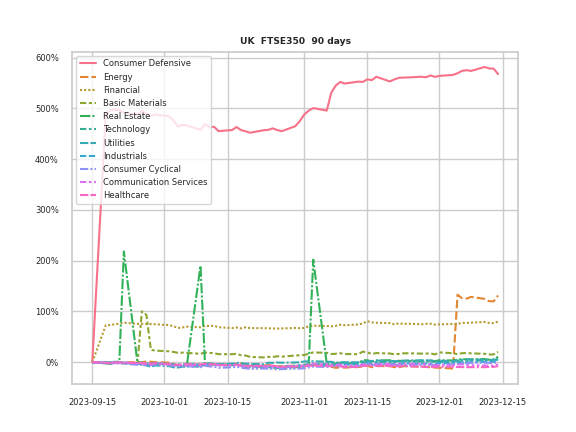 UK FTSE350 90 days
600%
500%
400%
300%
200%
100%
0%
Consumer Defensive
Energy
Financial
Basic Materials
Real Estate
Technology
Utilities
Industrials
Consumer Cyclical
Communication Services
Healthcare
2023-09-15
2023-10-01
2023-10-15
2023-11-01
2023-11-15
2023-12-01
2023-12-15